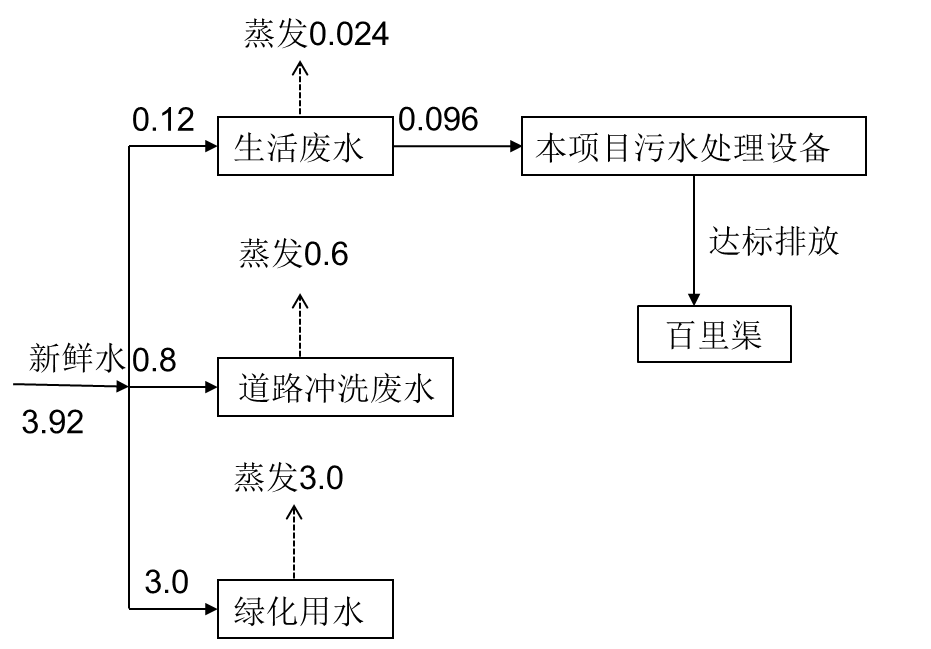 蒸发0.024
0.12
生活废水
0.096
本项目污水处理设备
达标排放
百里渠
蒸发0.6
新鲜水
0.8
3.92
道路冲洗废水
蒸发3.0
3.0
绿化用水